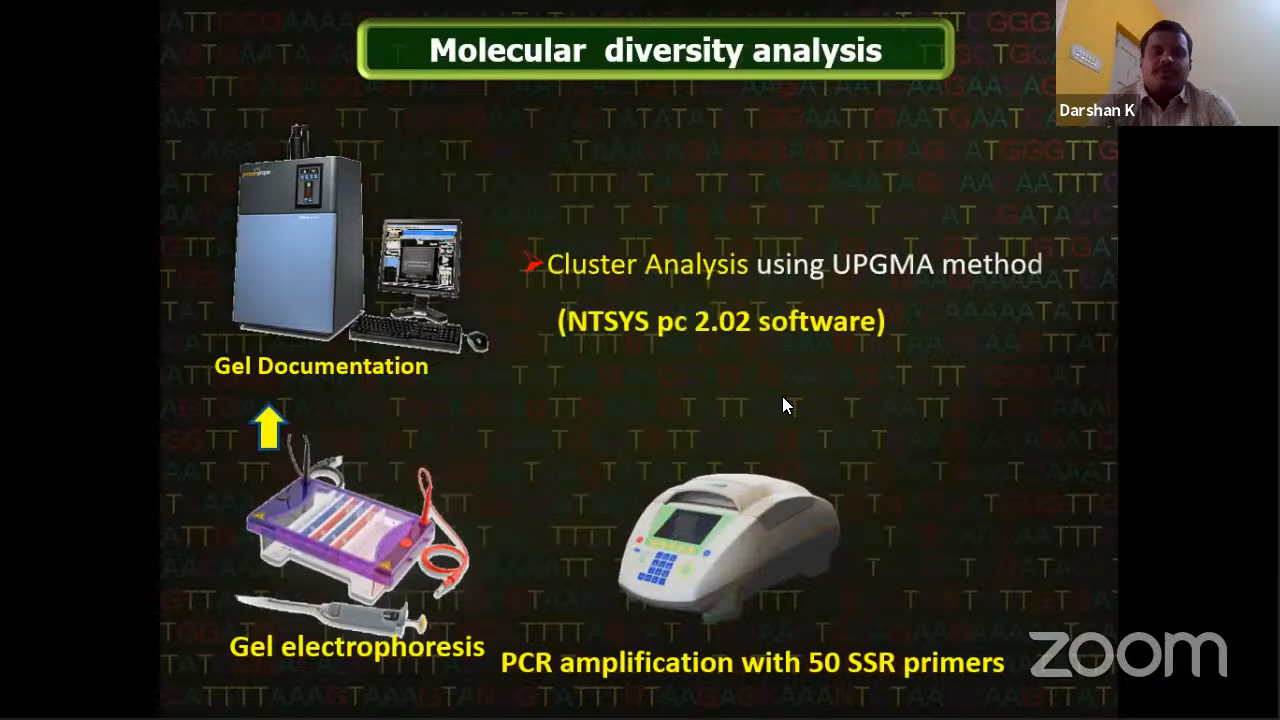 Molecular diversity analysis
Darshan K
Cluster Analysis using UPGMA method
(NTSYS pc 2.02 software)
Gel Documentation
Gel electrophoresis
PCR amplification with 50 SSR primers
zoom